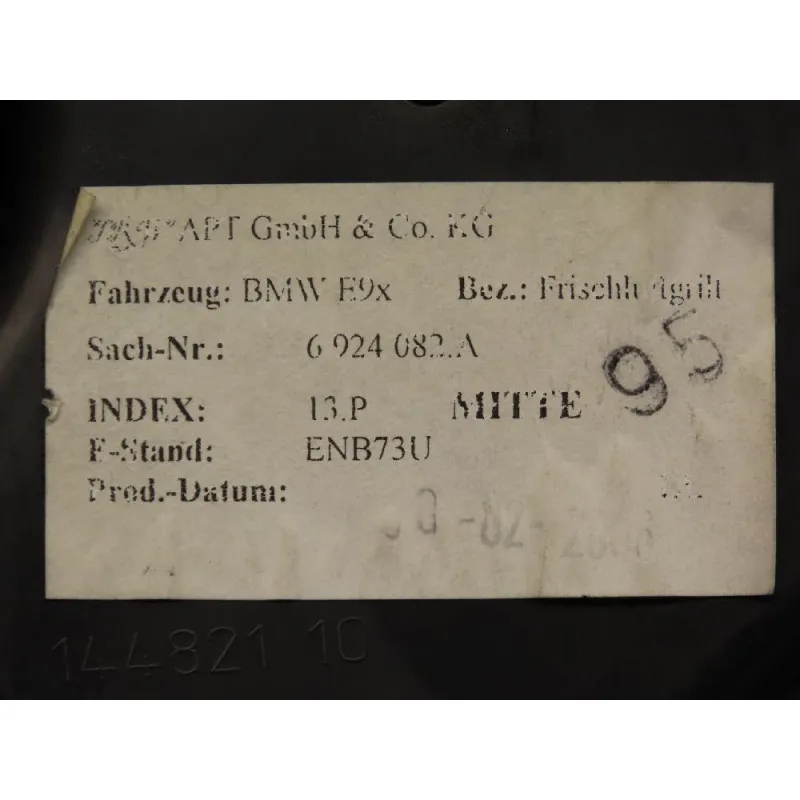 APT GmbH & Co. KG
Fahrzeug: BMW E9x Bez.: Frischluftgrill
Sach-Nr.: 6 924 082.A
INDEX: 13.P MITTE 95
E-Stand: ENB73U
Prod.-Datum:
144821 10